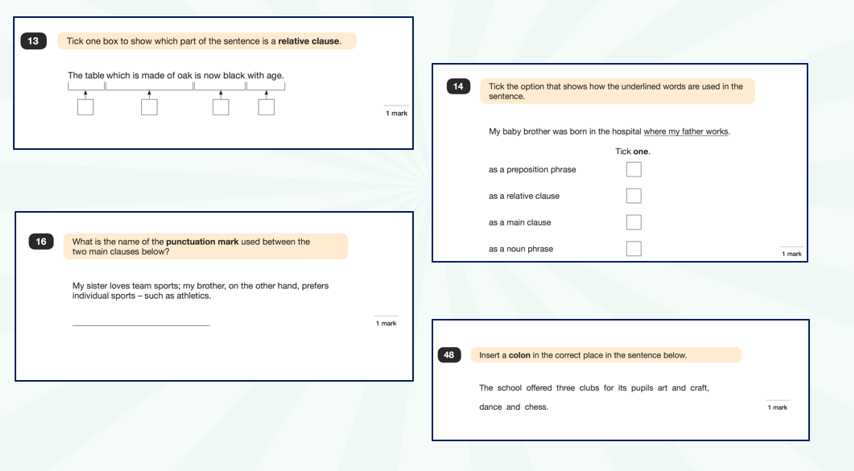 13
Tick one box to show which part of the sentence is a relative clause.
The table which is made of oak is now black with age.
1 mark
16
What is the name of the punctuation mark used between the
two main clauses below?
My sister loves team sports; my brother, on the other hand, prefers
individual sports – such as athletics.
1 mark
14
Tick the option that shows how the underlined words are used in the
sentence.
My baby brother was born in the hospital where my father works.
Tick one.
as a preposition phrase
as a relative clause
as a main clause
as a noun phrase
1 mark
48
Insert a colon in the correct place in the sentence below.
The school offered three clubs for its pupils art and craft,
dance and chess.
1 mark